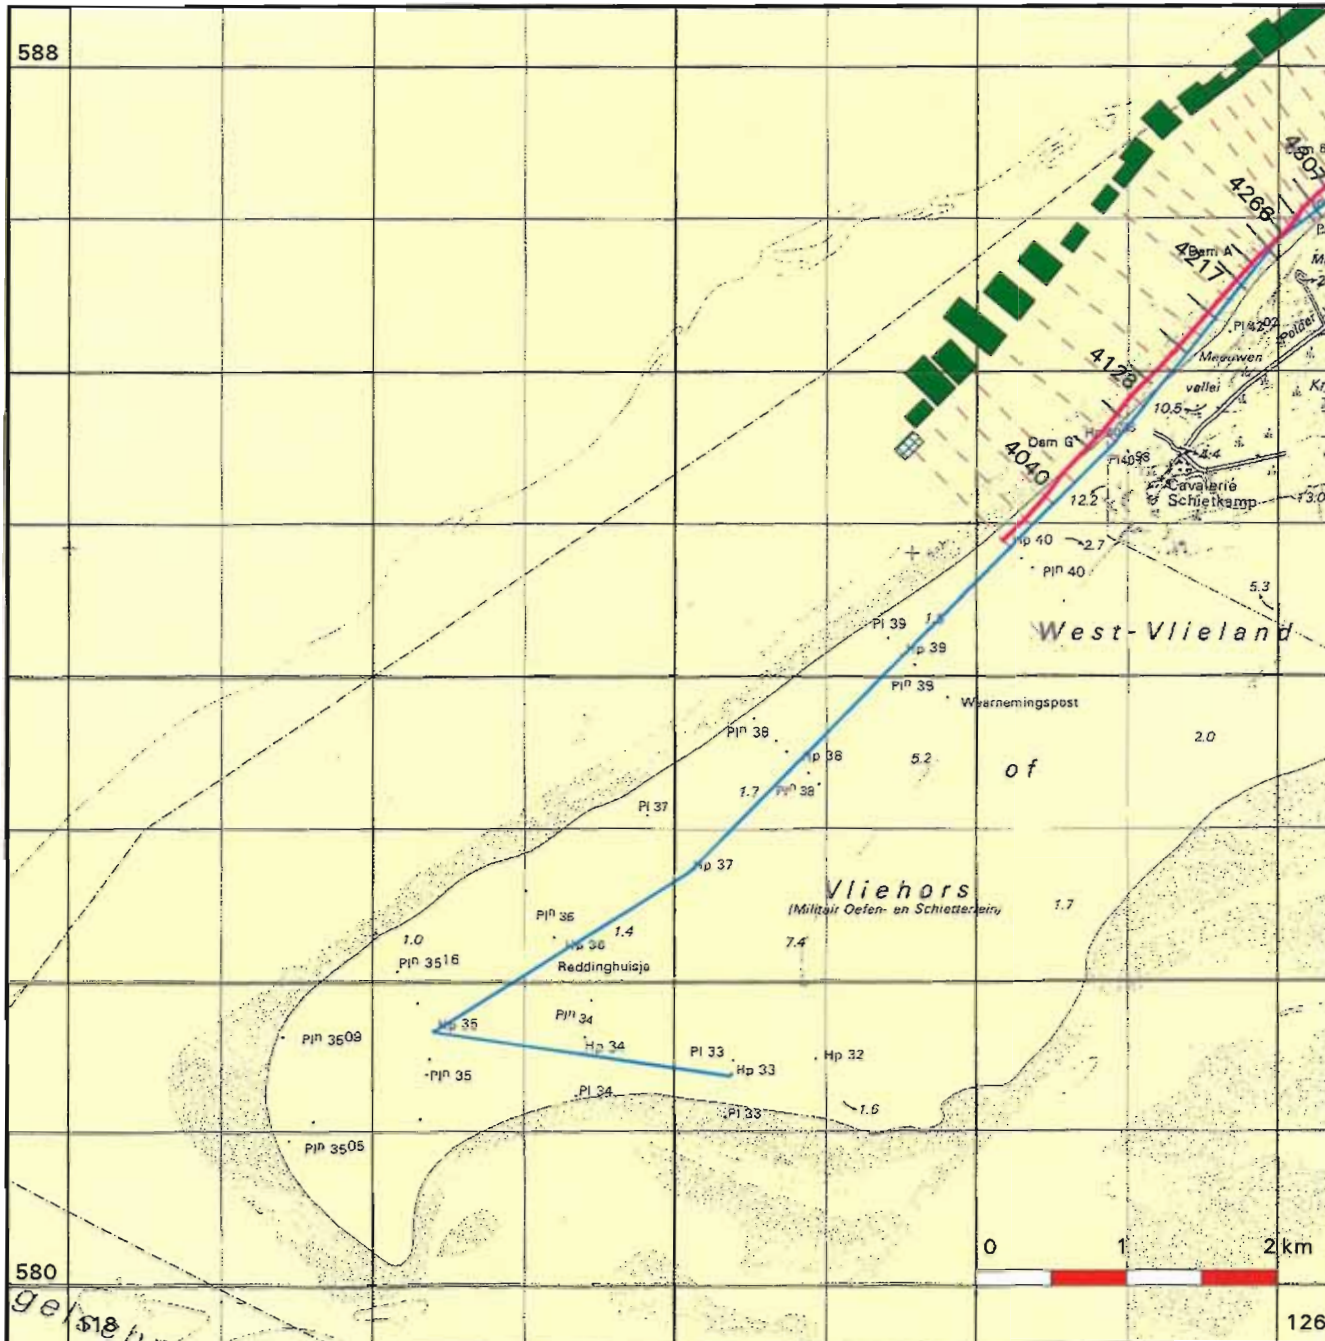 588
4307
4266
Dam A
4217
Pl 42⁰²
Polder
Meeuwen
vallei
4128
10.5
Kr
Dam G
4040
4.4
Cavalerie
Schietkamp
12.2
13.0
Hp 40
2.7
Plⁿ 40
5.3
Pl 39
West-Vlieland
Hp 39
Plⁿ 39
Waarnemingspost
Plⁿ 38
2.0
Hp 38
5.2
of
1.7
Plⁿ 38
Pl 37
Hp 37
Vliehors
(Militair Oefen- en Schietterrein)
1.7
Plⁿ 36
1.4
7.4
1.0
Hp 36
Plⁿ 35¹⁶
Reddinghuisje
Plⁿ 34
Hp 35
Plⁿ 35⁰⁹
Hp 34
Pl 33
Hp 32
Hp 33
Plⁿ 35
Pl 34
1.6
Pl 33
Plⁿ 35⁰⁵
0 1 2 km
580
118
126